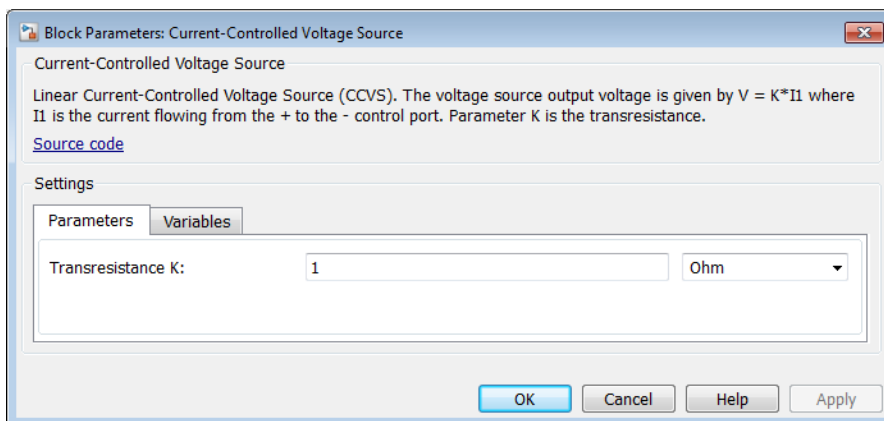 Block Parameters: Current-Controlled Voltage Source
Current-Controlled Voltage Source
Linear Current-Controlled Voltage Source (CCVS). The voltage source output voltage is given by V = K*I1 where
I1 is the current flowing from the + to the - control port. Parameter K is the transresistance.
Source code
Settings
Parameters Variables
Transresistance K: 1 Ohm
OK Cancel Help Apply